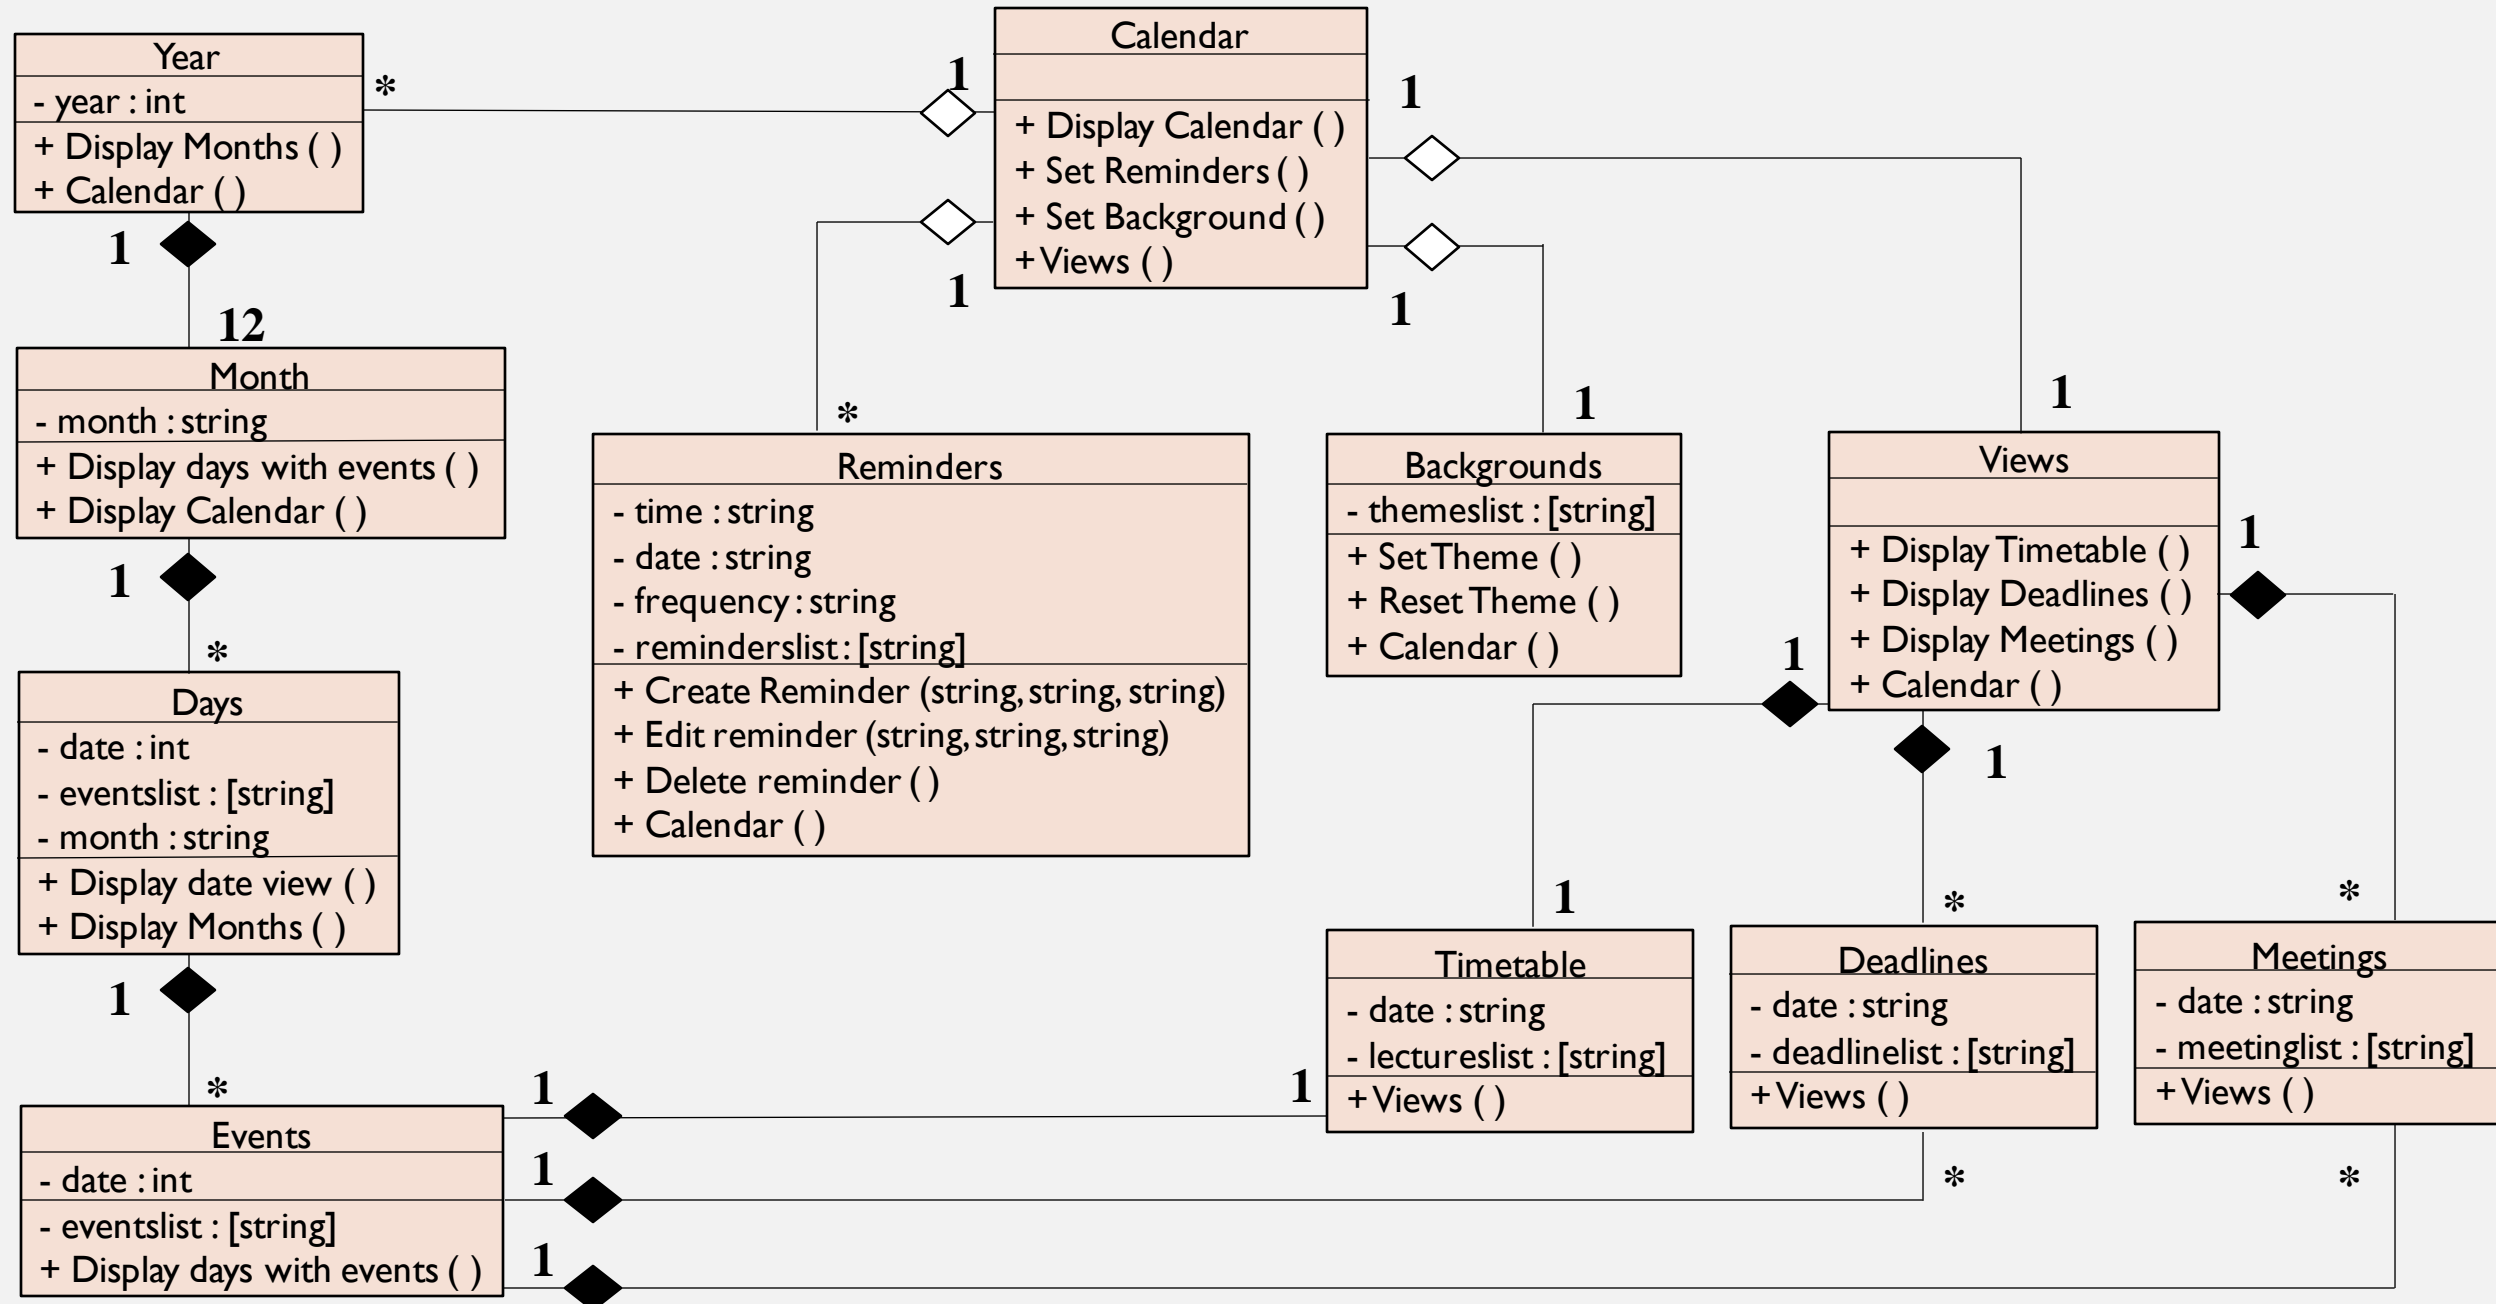 Calendar
+ Display Calendar ( )
+ Set Reminders ( )
+ Set Background ( )
+ Views ( )
1
1
1
1
Year
- year : int
+ Display Months ( )
+ Calendar ( )
*
1
12
Month
- month : string
+ Display days with events ( )
+ Display Calendar ( )
1
*
Days
- date : int
- eventslist : [string]
- month : string
+ Display date view ( )
+ Display Months ( )
1
*
Events
- date : int
- eventslist : [string]
+ Display days with events ( )
1
1
1
*
Reminders
- time : string
- date : string
- frequency : string
- reminderslist : [string]
+ Create Reminder (string, string, string)
+ Edit reminder (string, string, string)
+ Delete reminder ( )
+ Calendar ( )
1
Backgrounds
- themeslist : [string]
+ Set Theme ( )
+ Reset Theme ( )
+ Calendar ( )
1
Views
+ Display Timetable ( )
+ Display Deadlines ( )
+ Display Meetings ( )
+ Calendar ( )
1
1
1
1
Timetable
- date : string
- lectureslist : [string]
+ Views ( )
1
*
Deadlines
- date : string
- deadlinelist : [string]
+ Views ( )
*
*
Meetings
- date : string
- meetinglist : [string]
+ Views ( )
*